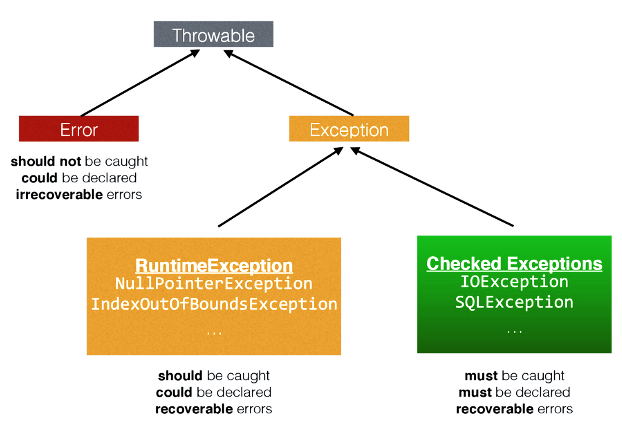 Throwable
Error
Exception
should not be caught
could be declared
irrecoverable errors
RuntimeException
NullPointerException
IndexOutOfBoundsException
...
should be caught
could be declared
recoverable errors
Checked Exceptions
IOException
SQLException
...
must be caught
must be declared
recoverable errors